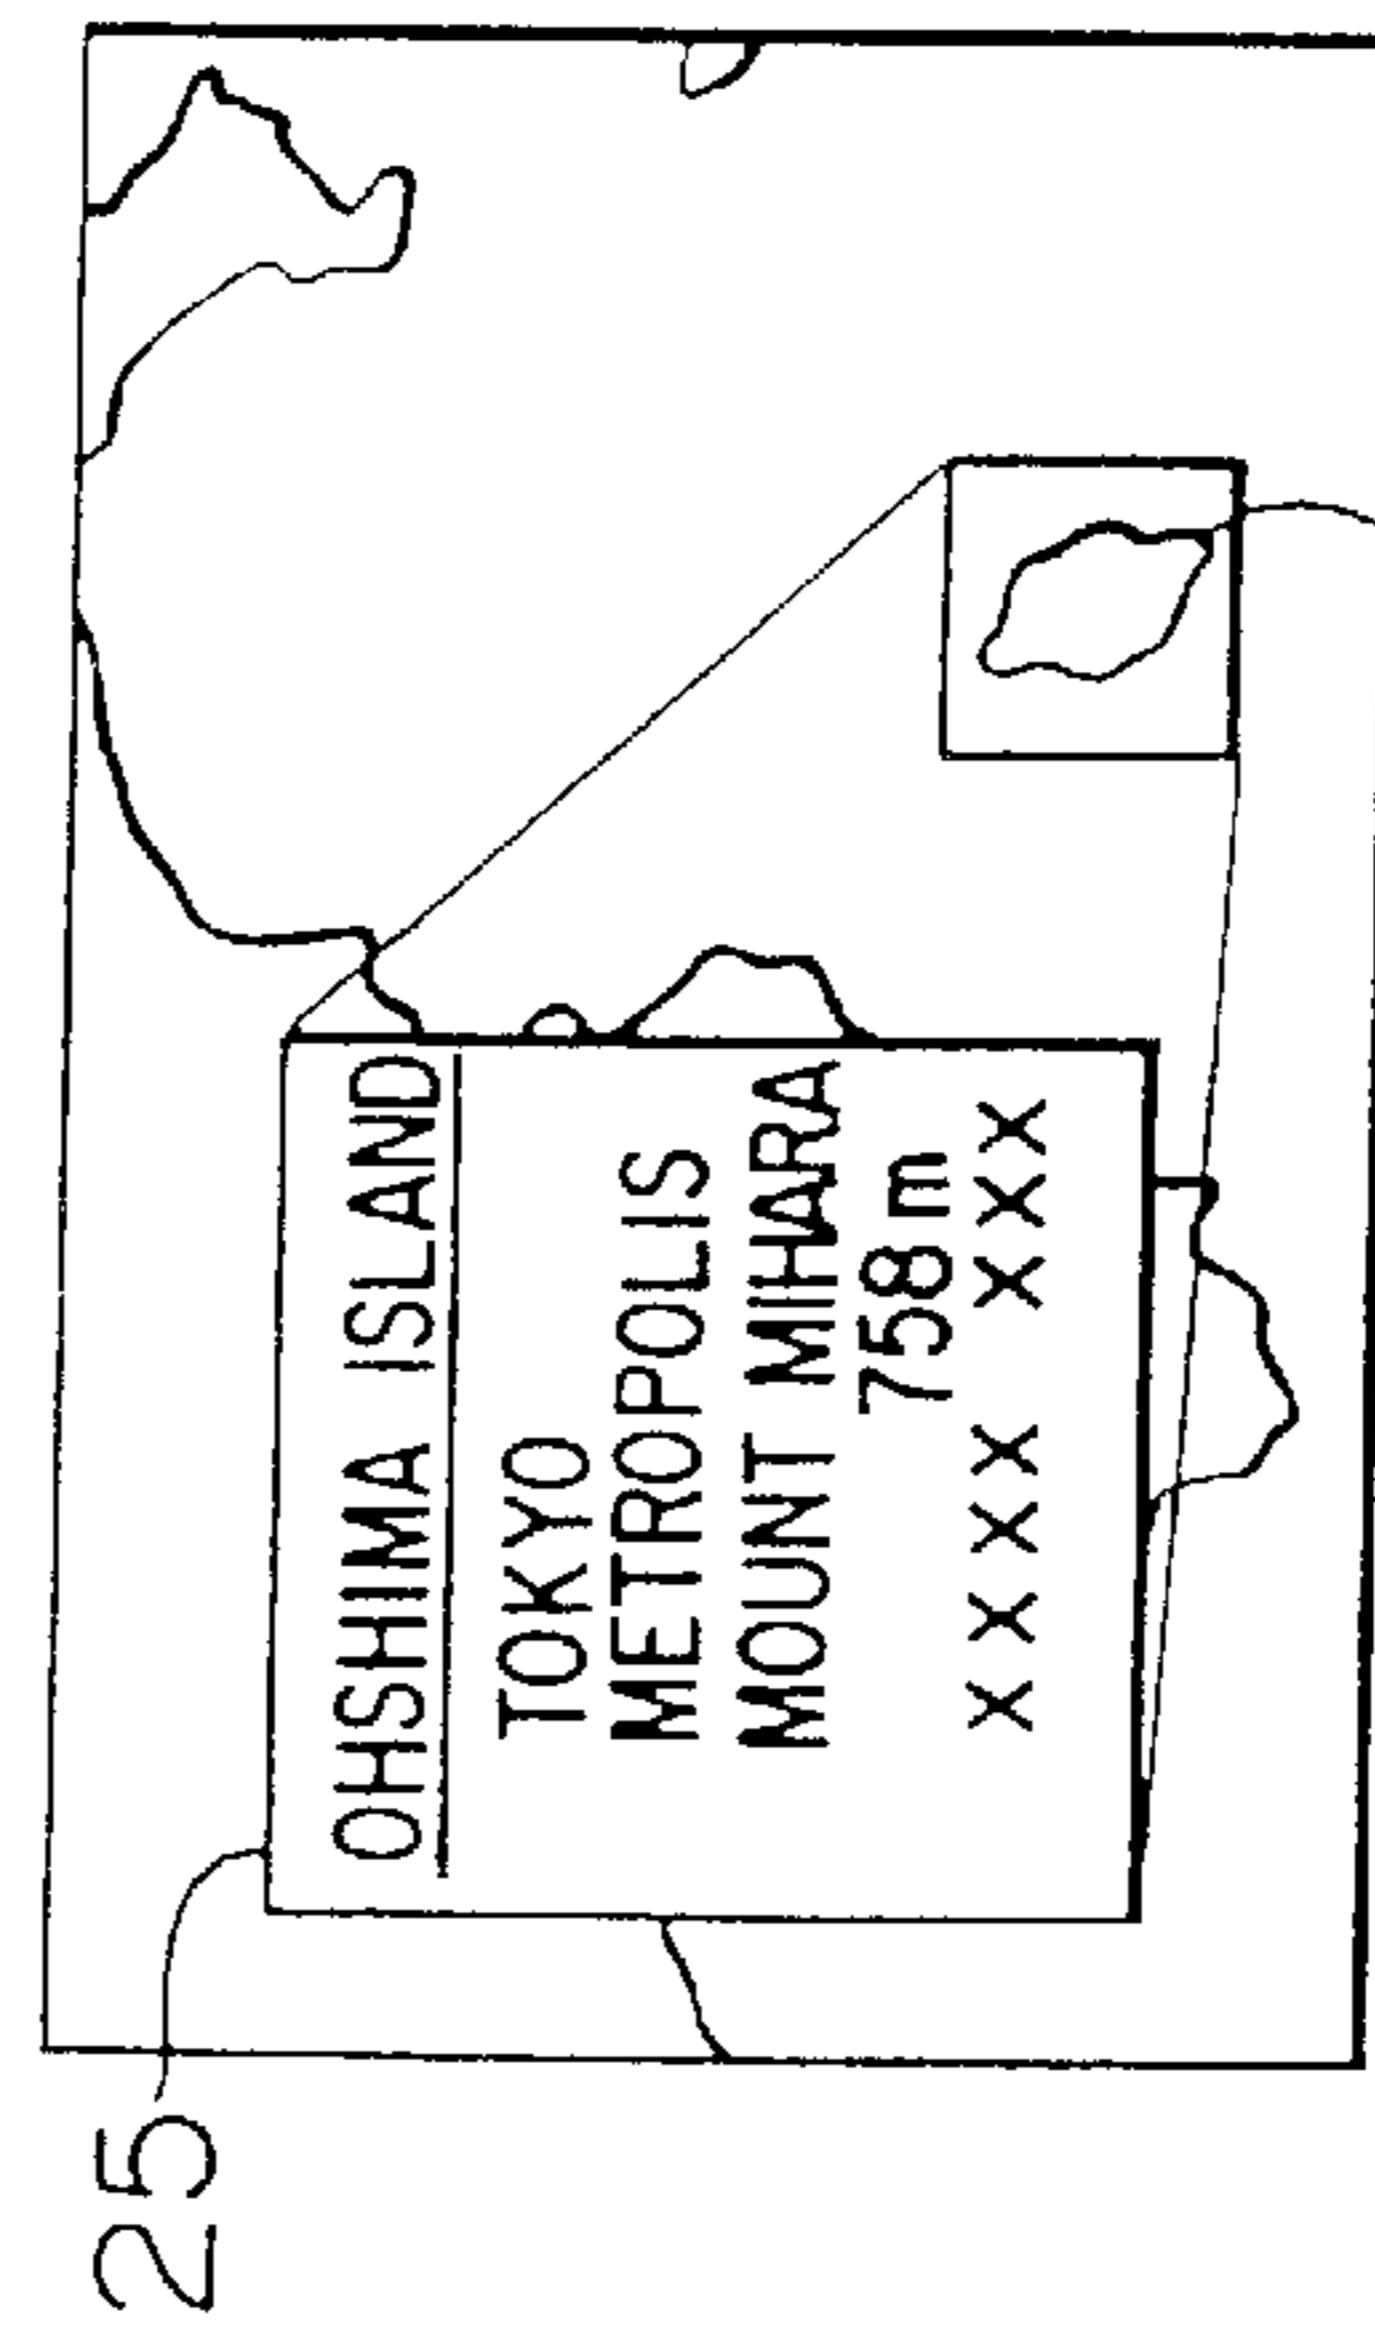 OHSHIMA ISLAND
TOKYO
METROPOLIS
MOUNT MIHARA
758m
×××× ×××
25